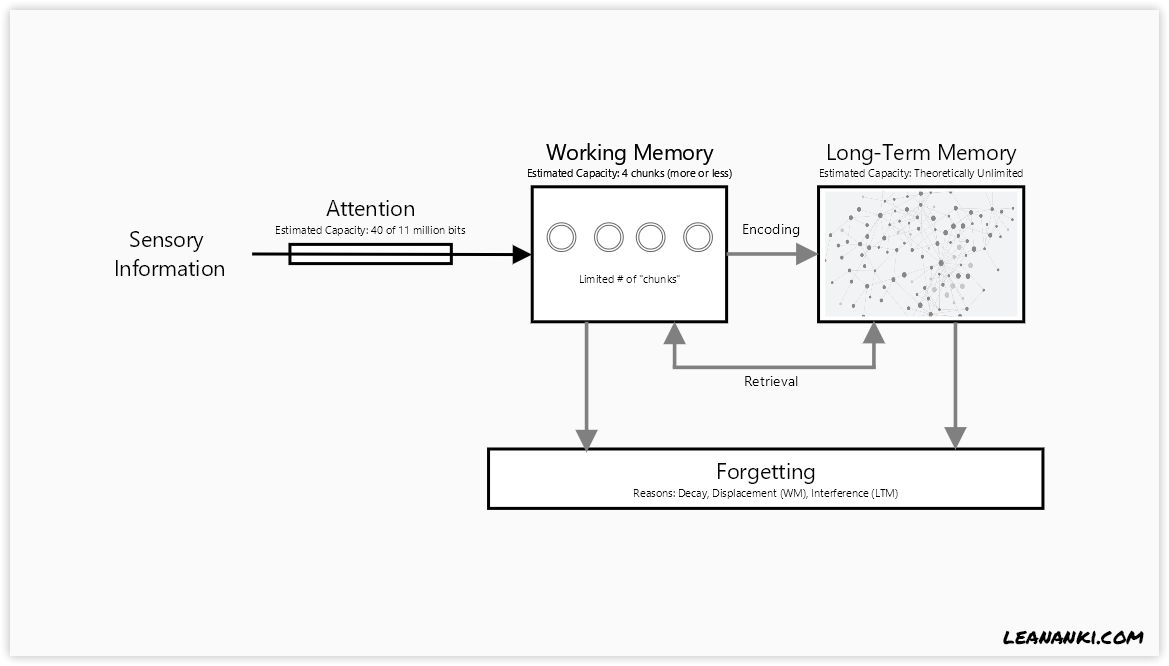 Sensory
Information
Attention
Estimated Capacity: 40 of 11 million bits
Working Memory
Estimated Capacity: 4 chunks (more or less)
Limited # of "chunks"
Encoding
Long-Term Memory
Estimated Capacity: Theoretically Unlimited
Retrieval
Forgetting
Reasons: Decay, Displacement (WM), Interference (LTM)
LEANANKI.COM